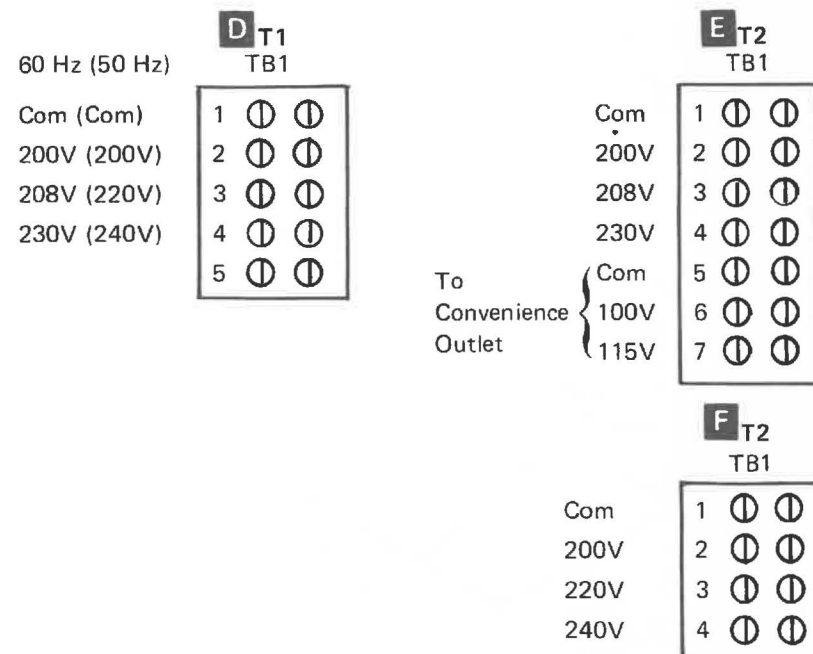 D T1
TB1
60 Hz (50 Hz)
Com (Com) 1
200V (200V) 2
208V (220V) 3
230V (240V) 4
5
E T2
TB1
Com 1
200V 2
208V 3
230V 4
To Convenience Outlet
Com 5
100V 6
115V 7
F T2
TB1
Com 1
200V 2
220V 3
240V 4